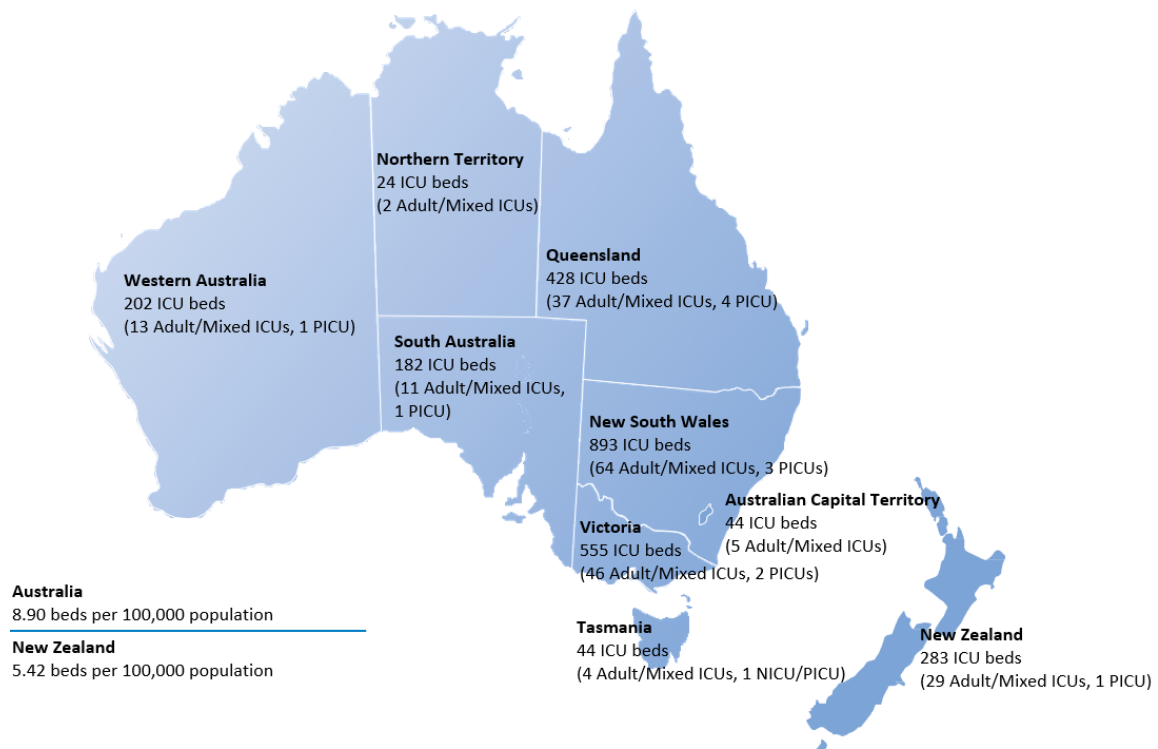 Northern Territory
24 ICU beds
(2 Adult/Mixed ICUs)
Queensland
428 ICU beds
(37 Adult/Mixed ICUs, 4 PICU)
Western Australia
202 ICU beds
(13 Adult/Mixed ICUs, 1 PICU)
South Australia
182 ICU beds
(11 Adult/Mixed ICUs,
1 PICU)
New South Wales
893 ICU beds
(64 Adult/Mixed ICUs, 3 PICUs)
Australian Capital Territory
44 ICU beds
(5 Adult/Mixed ICUs)
Victoria
555 ICU beds
(46 Adult/Mixed ICUs, 2 PICUs)
Australia
8.90 beds per 100,000 population
New Zealand
5.42 beds per 100,000 population
Tasmania
44 ICU beds
(4 Adult/Mixed ICUs, 1 NICU/PICU)
New Zealand
283 ICU beds
(29 Adult/Mixed ICUs, 1 PICU)